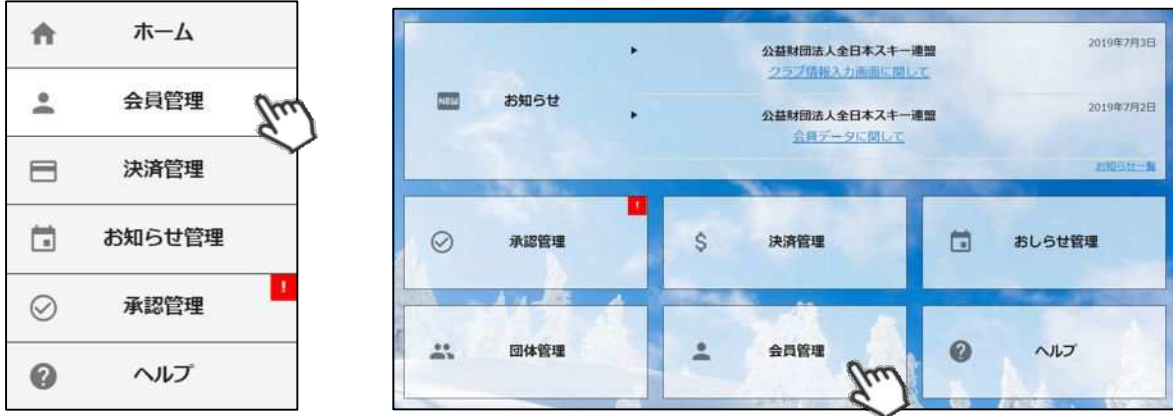 ホーム
会員管理
決済管理
お知らせ管理
!
承認管理
ヘルプ
2019年7月3日
公益財団法人全日本スキー連盟
クラブ情報入力画面に関して
NEW
お知らせ
2019年7月2日
公益財団法人全日本スキー連盟
会員データに関して
お知らせ一覧
!
承認管理
$
決済管理
おしらせ管理
団体管理
会員管理
?
ヘルプ